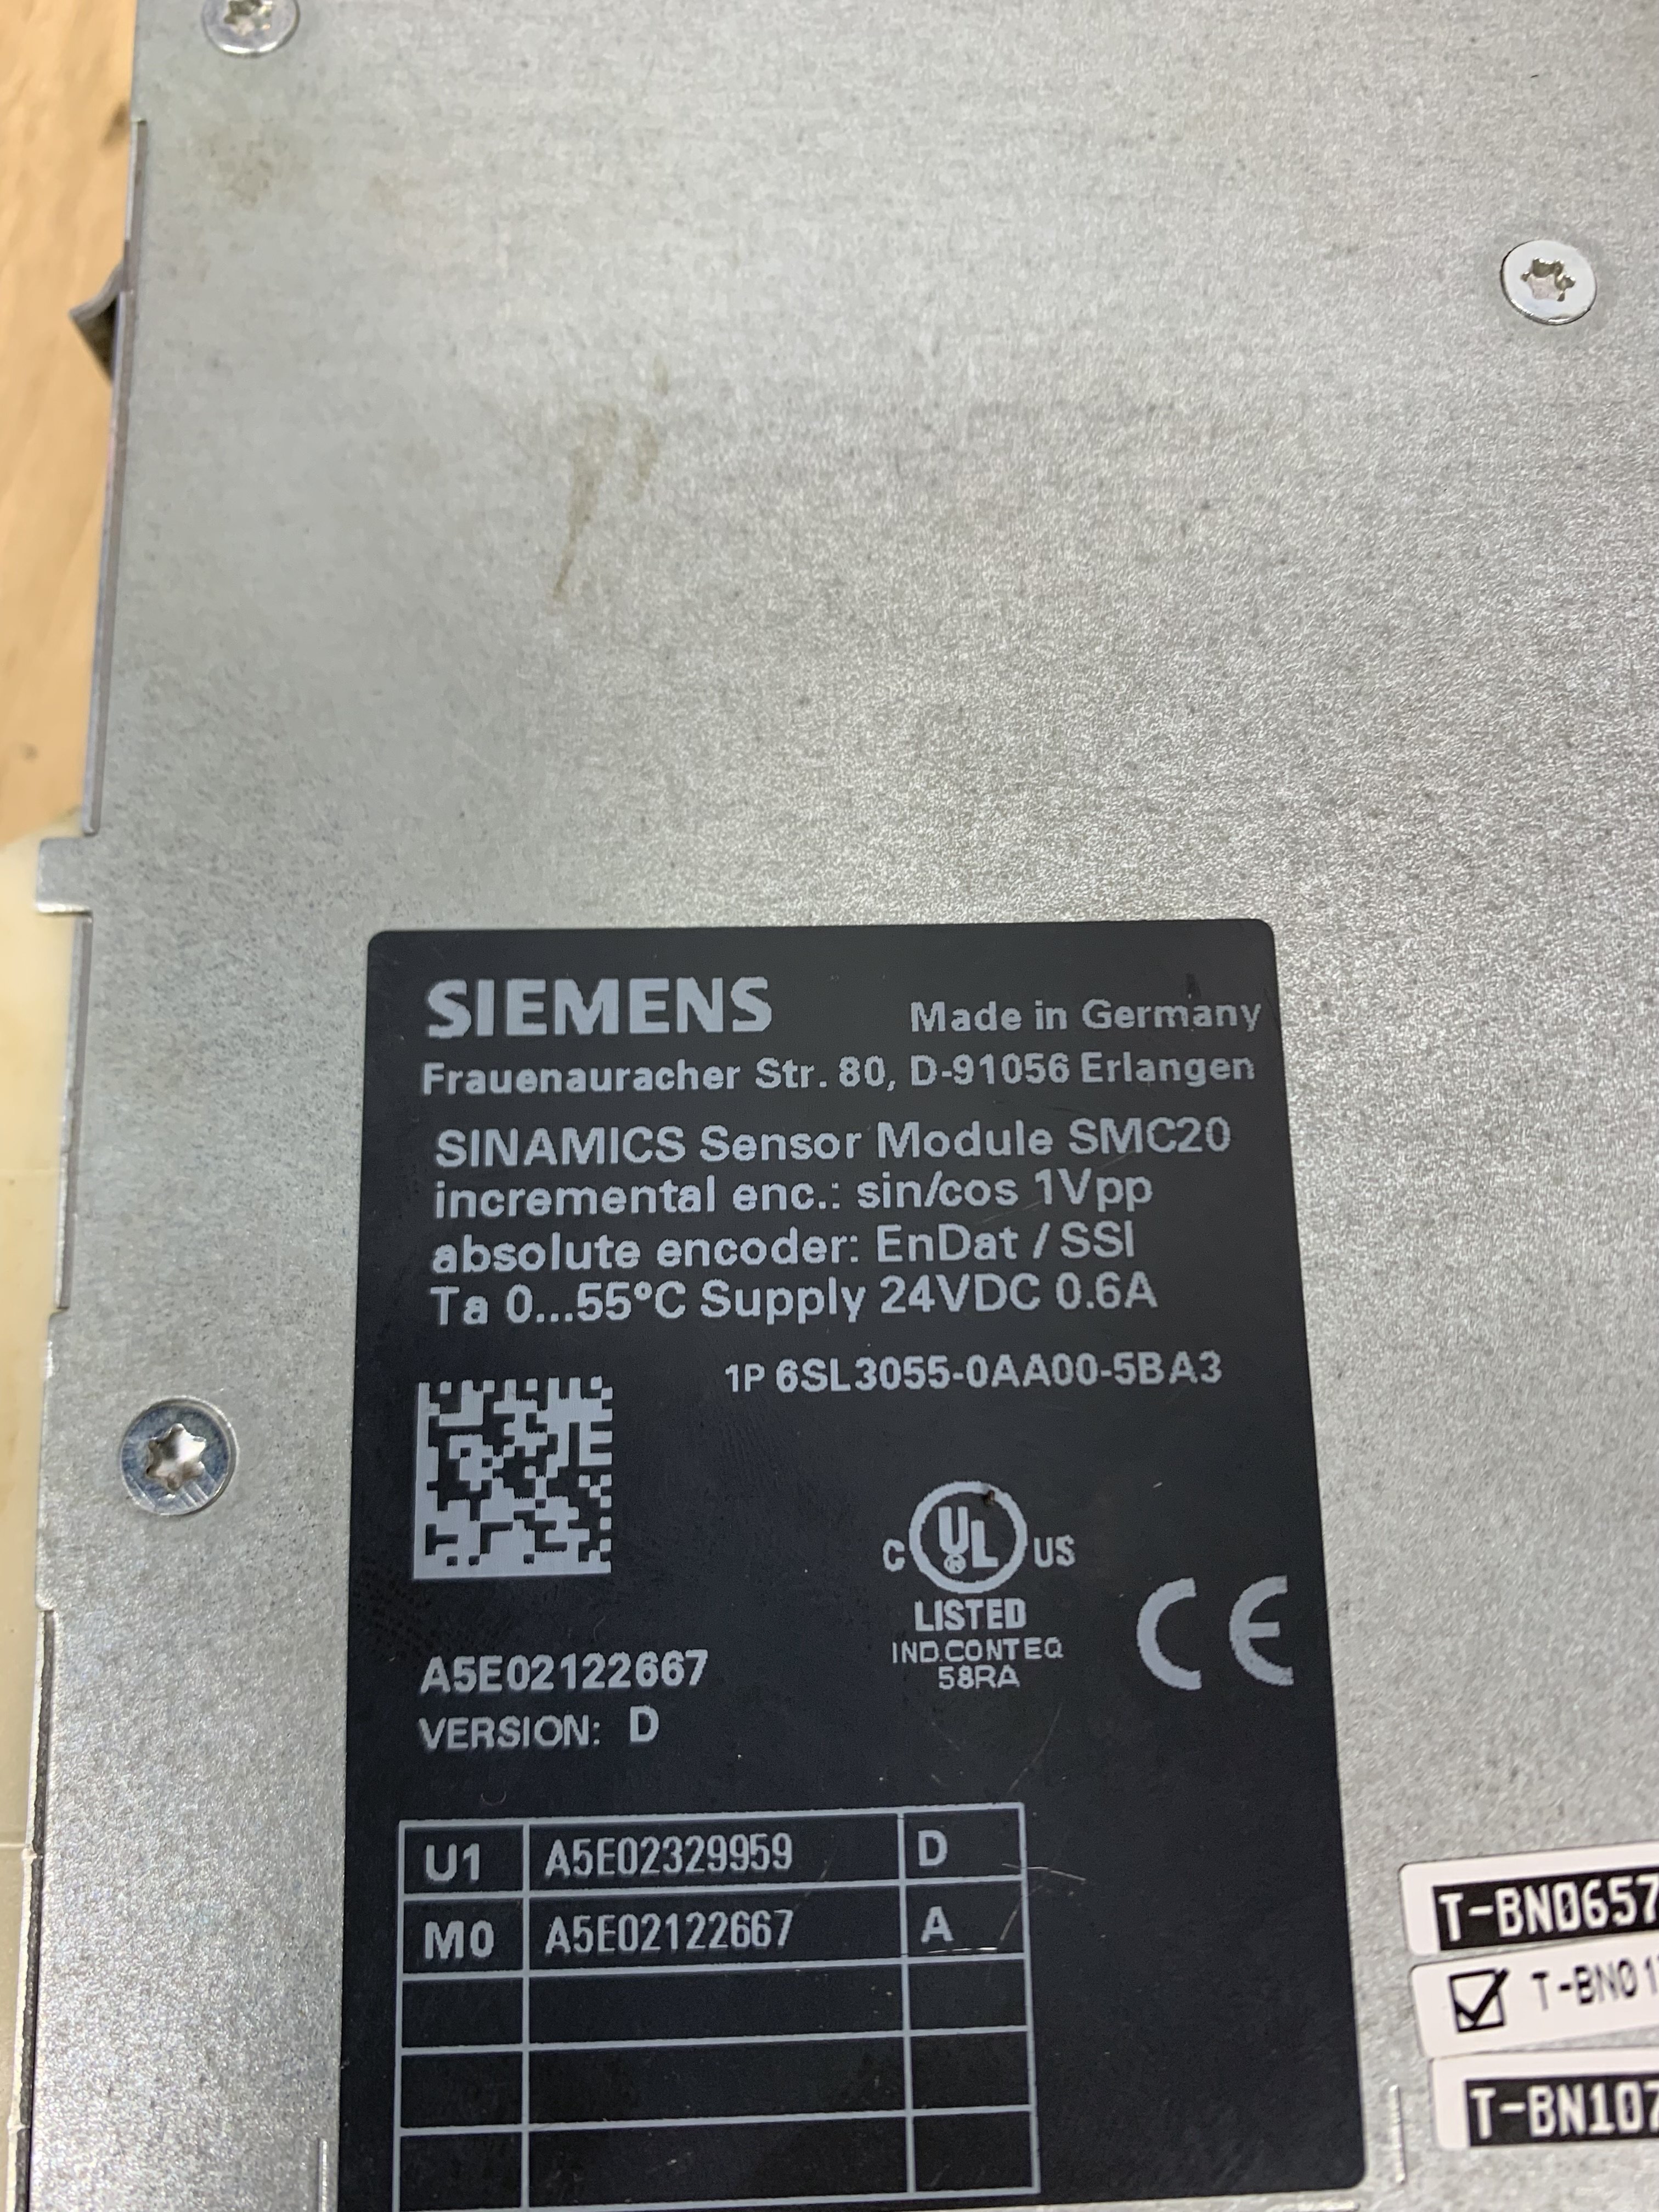 SIEMENS Made in Germany
Frauenauracher Str. 80, D-91056 Erlangen
SINAMICS Sensor Module SMC20
incremental enc.: sin/cos 1Vpp
absolute encoder: EnDat / SSI
Ta 0...55°C Supply 24VDC 0.6A
1P 6SL3055-0AA00-5BA3
C UL US
®
LISTED
IND.CONT.EQ
58RA
CE
A5E02122667
VERSION: D
U1 A5E02329959 D
M0 A5E02122667 A
T-BN0657
T-BN01
T-BN107